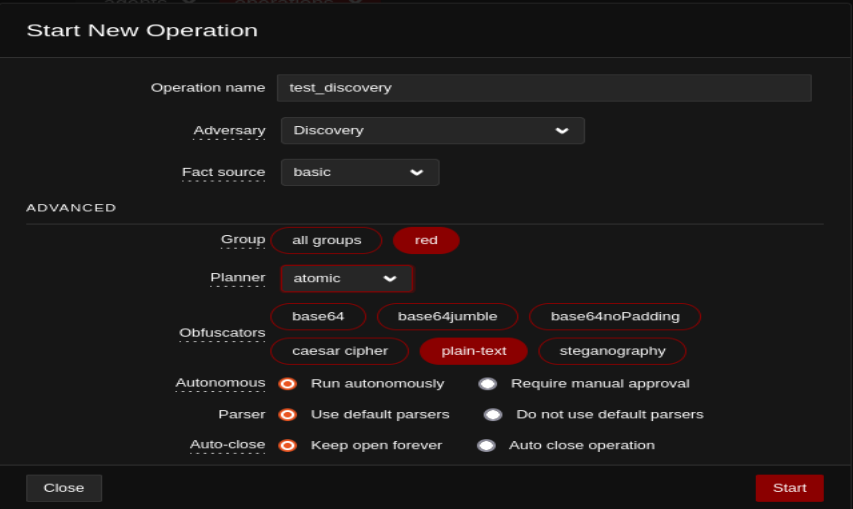 agents operations
Start New Operation
Operation name test_discovery
Adversary Discovery
Fact source basic
ADVANCED
Group all groups red
Planner atomic
base64 base64jumble base64noPadding
Obfuscators
caesar cipher plain-text steganography
Autonomous Run autonomously Require manual approval
Parser Use default parsers Do not use default parsers
Auto-close Keep open forever Auto close operation
Close Start